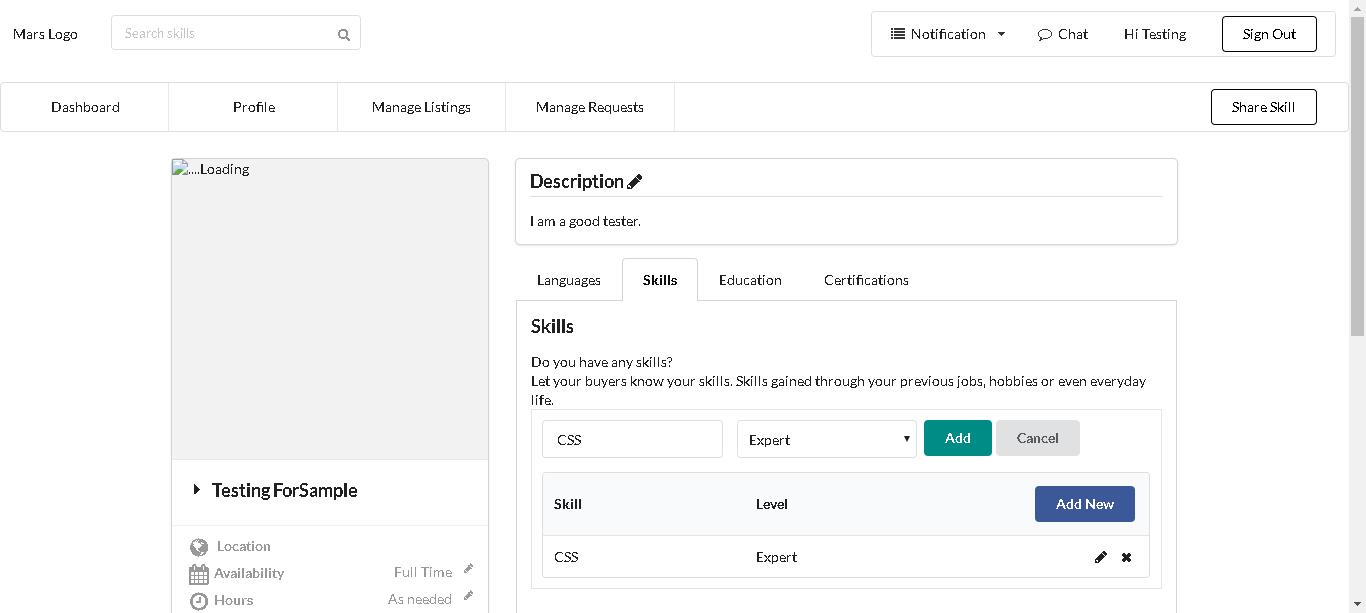 Mars Logo
Search skills
Notification
Chat
Hi Testing
Sign Out
Dashboard
Profile
Manage Listings
Manage Requests
Share Skill
....Loading
Testing ForSample
Location
Availability
Full Time
Hours
As needed
Description
I am a good tester.
Languages
Skills
Education
Certifications
Skills
Do you have any skills?
Let your buyers know your skills. Skills gained through your previous jobs, hobbies or even everyday
life.
CSS
Expert
Add
Cancel
Skill
Level
Add New
CSS
Expert